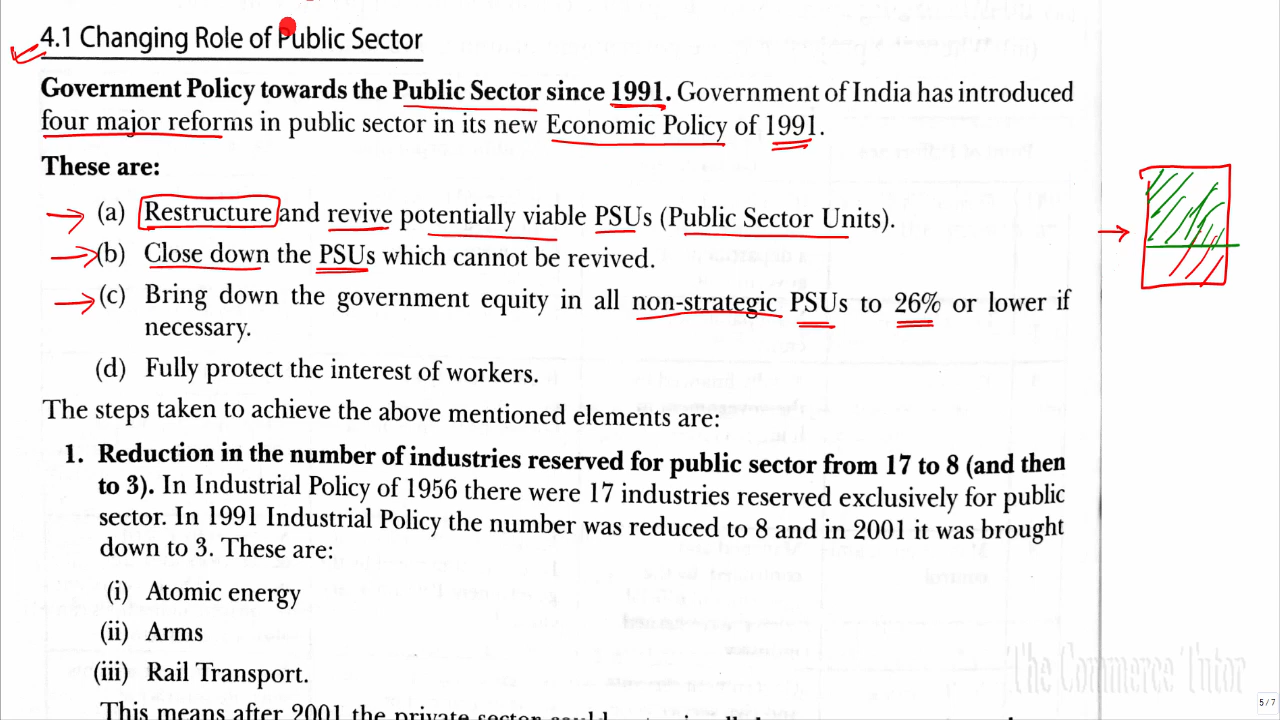 4.1 Changing Role of Public Sector
Government Policy towards the Public Sector since 1991. Government of India has introduced
four major reforms in public sector in its new Economic Policy of 1991.
These are:
(a) Restructure and revive potentially viable PSUs (Public Sector Units).
(b) Close down the PSUs which cannot be revived.
(c) Bring down the government equity in all non-strategic PSUs to 26% or lower if
necessary.
(d) Fully protect the interest of workers.
The steps taken to achieve the above mentioned elements are:
1. Reduction in the number of industries reserved for public sector from 17 to 8 (and then
to 3). In Industrial Policy of 1956 there were 17 industries reserved exclusively for public
sector. In 1991 Industrial Policy the number was reduced to 8 and in 2001 it was brought
down to 3. These are:
(i) Atomic energy
(ii) Arms
(iii) Rail Transport.
This means after 2001 the private sector
The Commerce Tutor
5 / 7